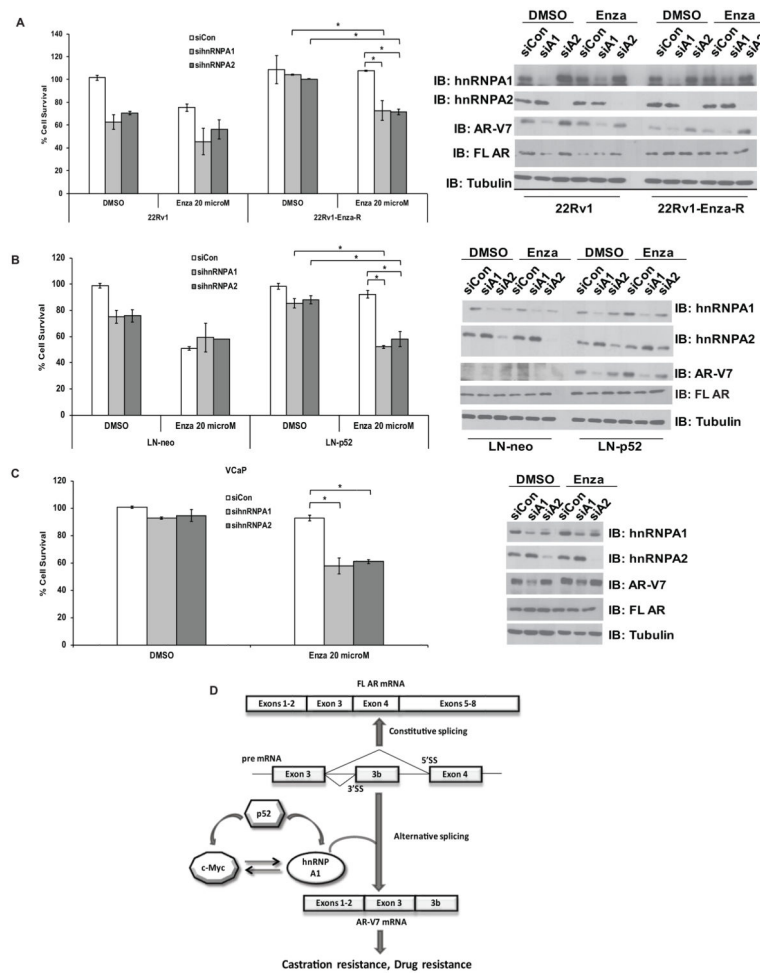 A
% Cell Survival
140
120
100
80
60
40
20
0
siCon
sihnRNPA1
sihnRNPA2
*
*
*
*
DMSO
Enza 20 microM
DMSO
Enza 20 microM
22Rv1
22Rv1-Enza-R
DMSO
Enza
DMSO
Enza
siCon
siA1
siA2
siCon
siA1
siA2
siCon
siA1
siA2
siCon
siA1
siA2
IB: hnRNPA1
IB: hnRNPA2
IB: AR-V7
IB: FL AR
IB: Tubulin
22Rv1
22Rv1-Enza-R
B
% Cell Survival
120
100
80
60
40
20
0
siCon
sihnRNPA1
sihnRNPA2
*
*
*
*
DMSO
Enza 20 microM
DMSO
Enza 20 microM
LN-neo
LN-p52
DMSO
Enza
DMSO
Enza
siCon
siA1
siA2
siCon
siA1
siA2
siCon
siA1
siA2
siCon
siA1
siA2
IB: hnRNPA1
IB: hnRNPA2
IB: AR-V7
IB: FL AR
IB: Tubulin
LN-neo
LN-p52
C
VCaP
% Cell Survival
120
100
80
60
40
20
0
siCon
sihnRNPA1
sihnRNPA2
*
*
DMSO
Enza 20 microM
DMSO
Enza
siCon
siA1
siA2
siCon
siA1
siA2
IB: hnRNPA1
IB: hnRNPA2
IB: AR-V7
IB: FL AR
IB: Tubulin
D
FL AR mRNA
Exons 1-2
Exon 3
Exon 4
Exons 5-8
Constitutive splicing
pre mRNA
5'SS
Exon 3
3b
Exon 4
3'SS
p52
c-Myc
hnRNP
A1
Alternative splicing
Exons 1-2
Exon 3
3b
AR-V7 mRNA
Castration resistance, Drug resistance